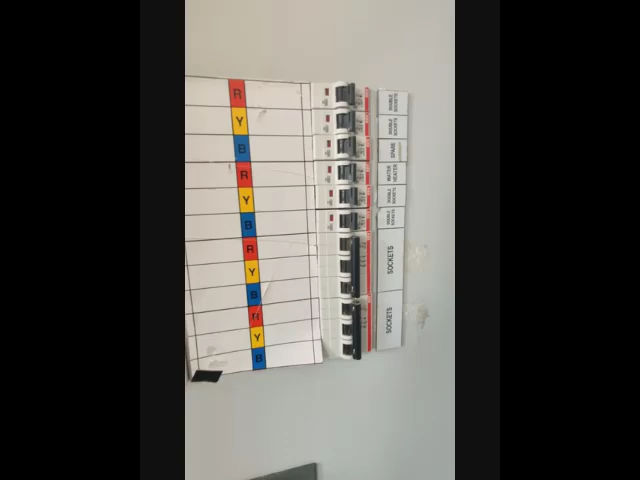 R
Y
B
R
Y
B
R
Y
B
R
Y
B
DOUBLE
SOCKETS
DOUBLE
SOCKETS
SPARE
WATER
HEATER
DOUBLE
SOCKETS
DOUBLE
SOCKETS
SOCKETS
SOCKETS